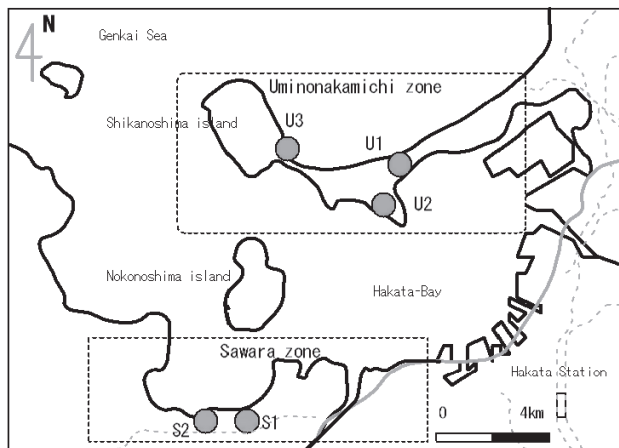 N
Genkai Sea
Uminonakamichi zone
Shikanoshima island
U3
U1
U2
Nokonoshima island
Hakata-Bay
Sawara zone
Hakata Station
S2
S1
0 4km